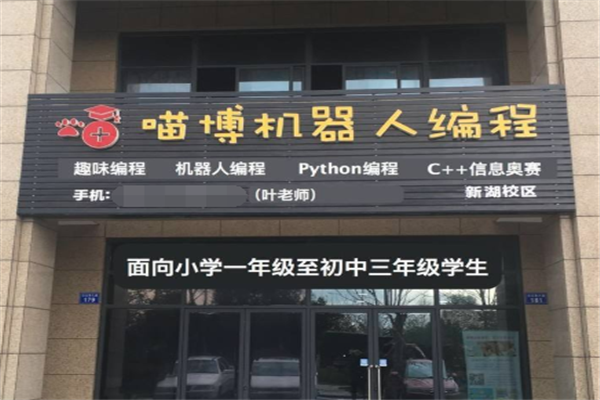 喵博机器人编程
趣味编程 机器人编程 Python编程 C++信息奥赛
手机: (叶老师) 新湖校区
面向小学一年级至初中三年级学生
179
181